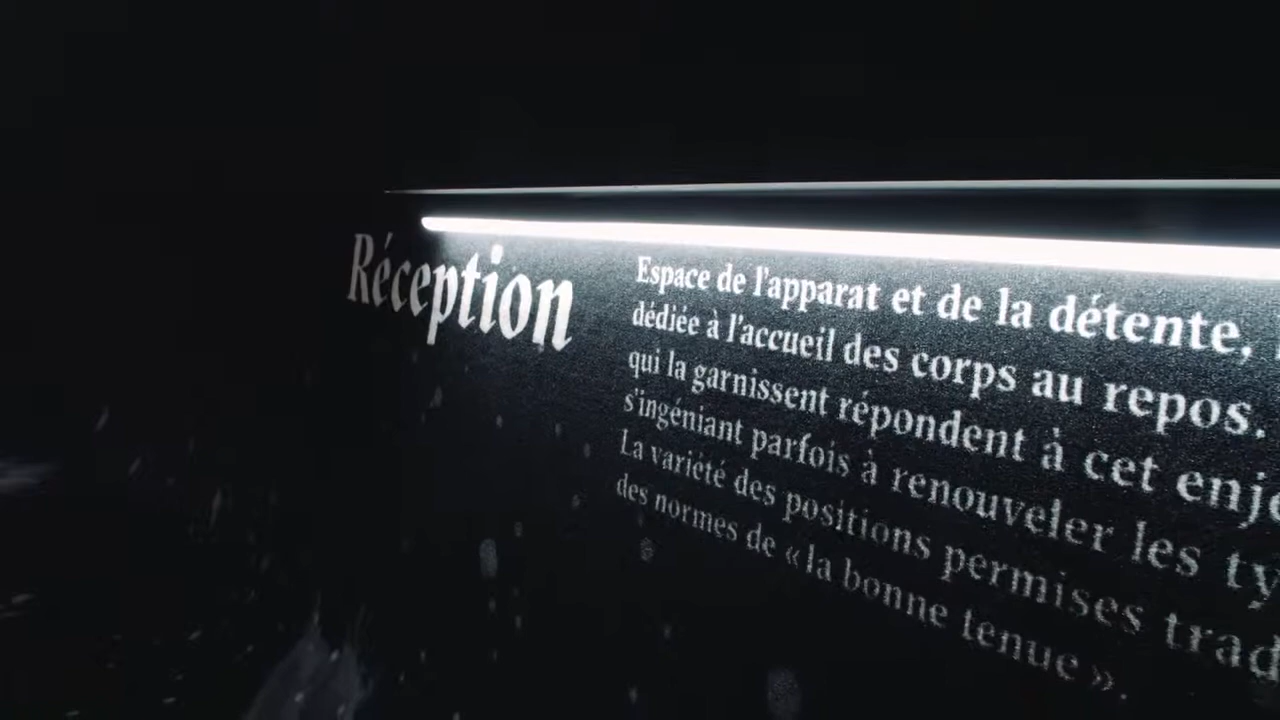 Réception
Espace de l'apparat et de la détente,
dédiée à l'accueil des corps au repos.
qui la garnissent répondent à cet
s'ingéniant parfois à renouveler les
La variété des positions permises
des normes de « la bonne tenue ».